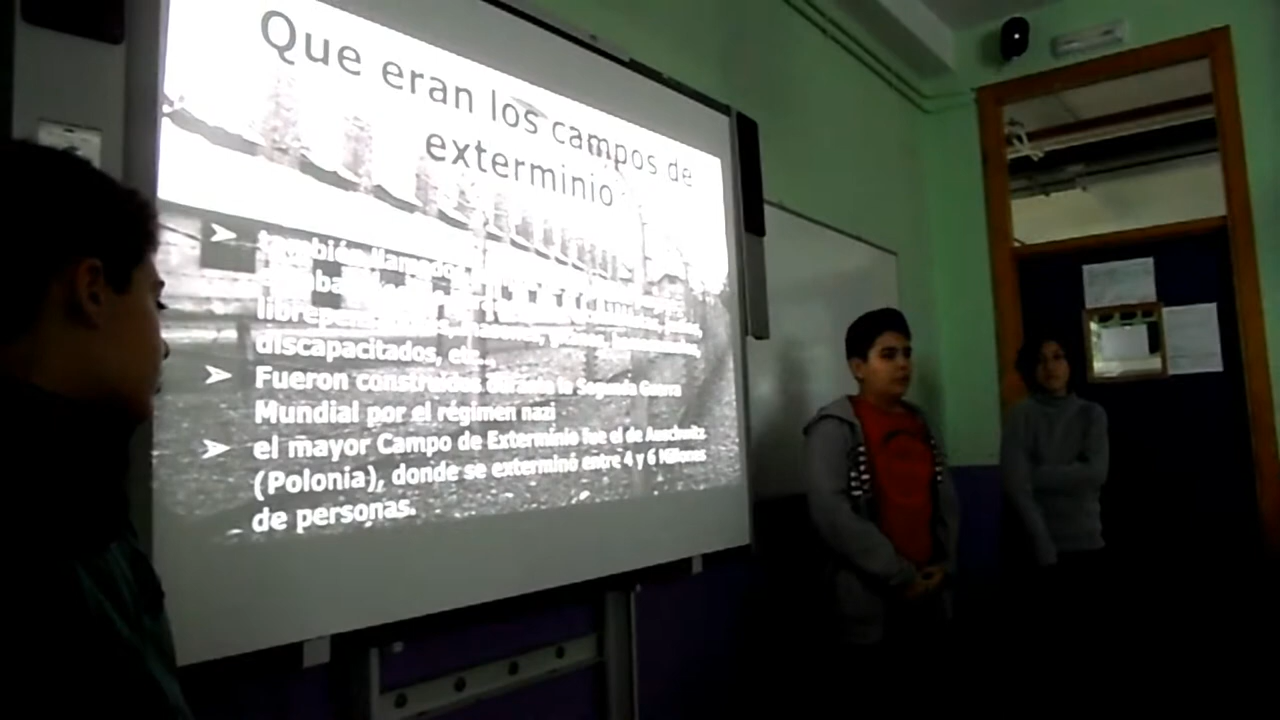 Que eran los campos de
exterminio
también llamados
discapacitados, etc..
Fueron construidos durante la Segunda Guerra
Mundial por el régimen nazi
el mayor Campo de Exterminio fue el de Auschwitz
(Polonia), donde se exterminó entre 4 y 6 Millones
de personas.